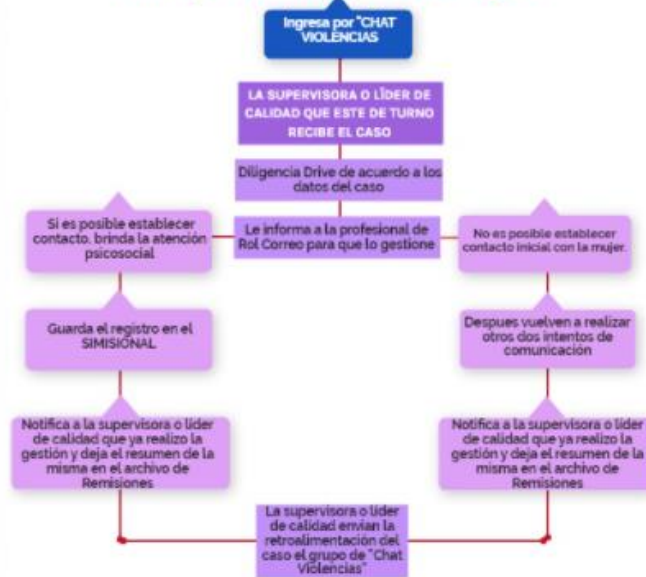 Ingresa por "CHAT
VIOLENCIAS
LA SUPERVISORA O LÍDER DE
CALIDAD QUE ESTE DE TURNO
RECIBE EL CASO
Diligencia Drive de acuerdo a los
datos del caso
Le informa a la profesional de
Rol Correo para que lo gestione
Si es posible establecer
contacto, brinda la atención
psicosocial
Guarda el registro en el
SIMISIONAL
Notifica a la supervisora o líder
de calidad que ya realizo la
gestión y deja el resumen de la
misma en el archivo de
Remisiones
No es posible establecer
contacto inicial con la mujer.
Despues vuelven a realizar
otros dos intentos de
comunicación
Notifica a la supervisora o líder
de calidad que ya realizo la
gestión y deja el resumen de la
misma en el archivo de
Remisiones
La supervisora o líder
de calidad envían la
retroalimentación del
caso el grupo de "Chat
Violencias"